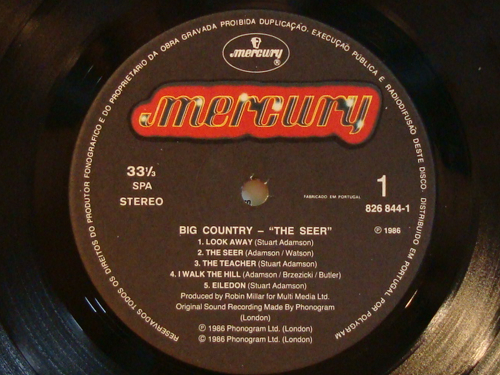 RESERVADOS TODOS OS DIREITOS DO PRODUTOR FONOGRAFICO E DO PROPRIETARIO DA OBRA GRAVADA PROIBIDA DUPLICAÇÃO, EXECUÇÃO PUBLICA E RADIODIFUSÃO DESTE DISCO. DISTRIBUIDO EM PORTUGAL POR POLYGRAM
mercury
®
mercury
33⅓
SPA
STEREO
FABRICADO EM PORTUGAL
1
826 844-1
℗ 1986
BIG COUNTRY – "THE SEER"
1. LOOK AWAY (Stuart Adamson)
2. THE SEER (Adamson / Watson)
3. THE TEACHER (Stuart Adamson)
4. I WALK THE HILL (Adamson / Brzezicki / Butler)
5. EILEDON (Stuart Adamson)
Produced by Robin Millar for Multi Media Ltd.
Original Sound Recording Made By Phonogram
(London)
℗ 1986 Phonogram Ltd. (London)
© 1986 Phonogram Ltd. (London)